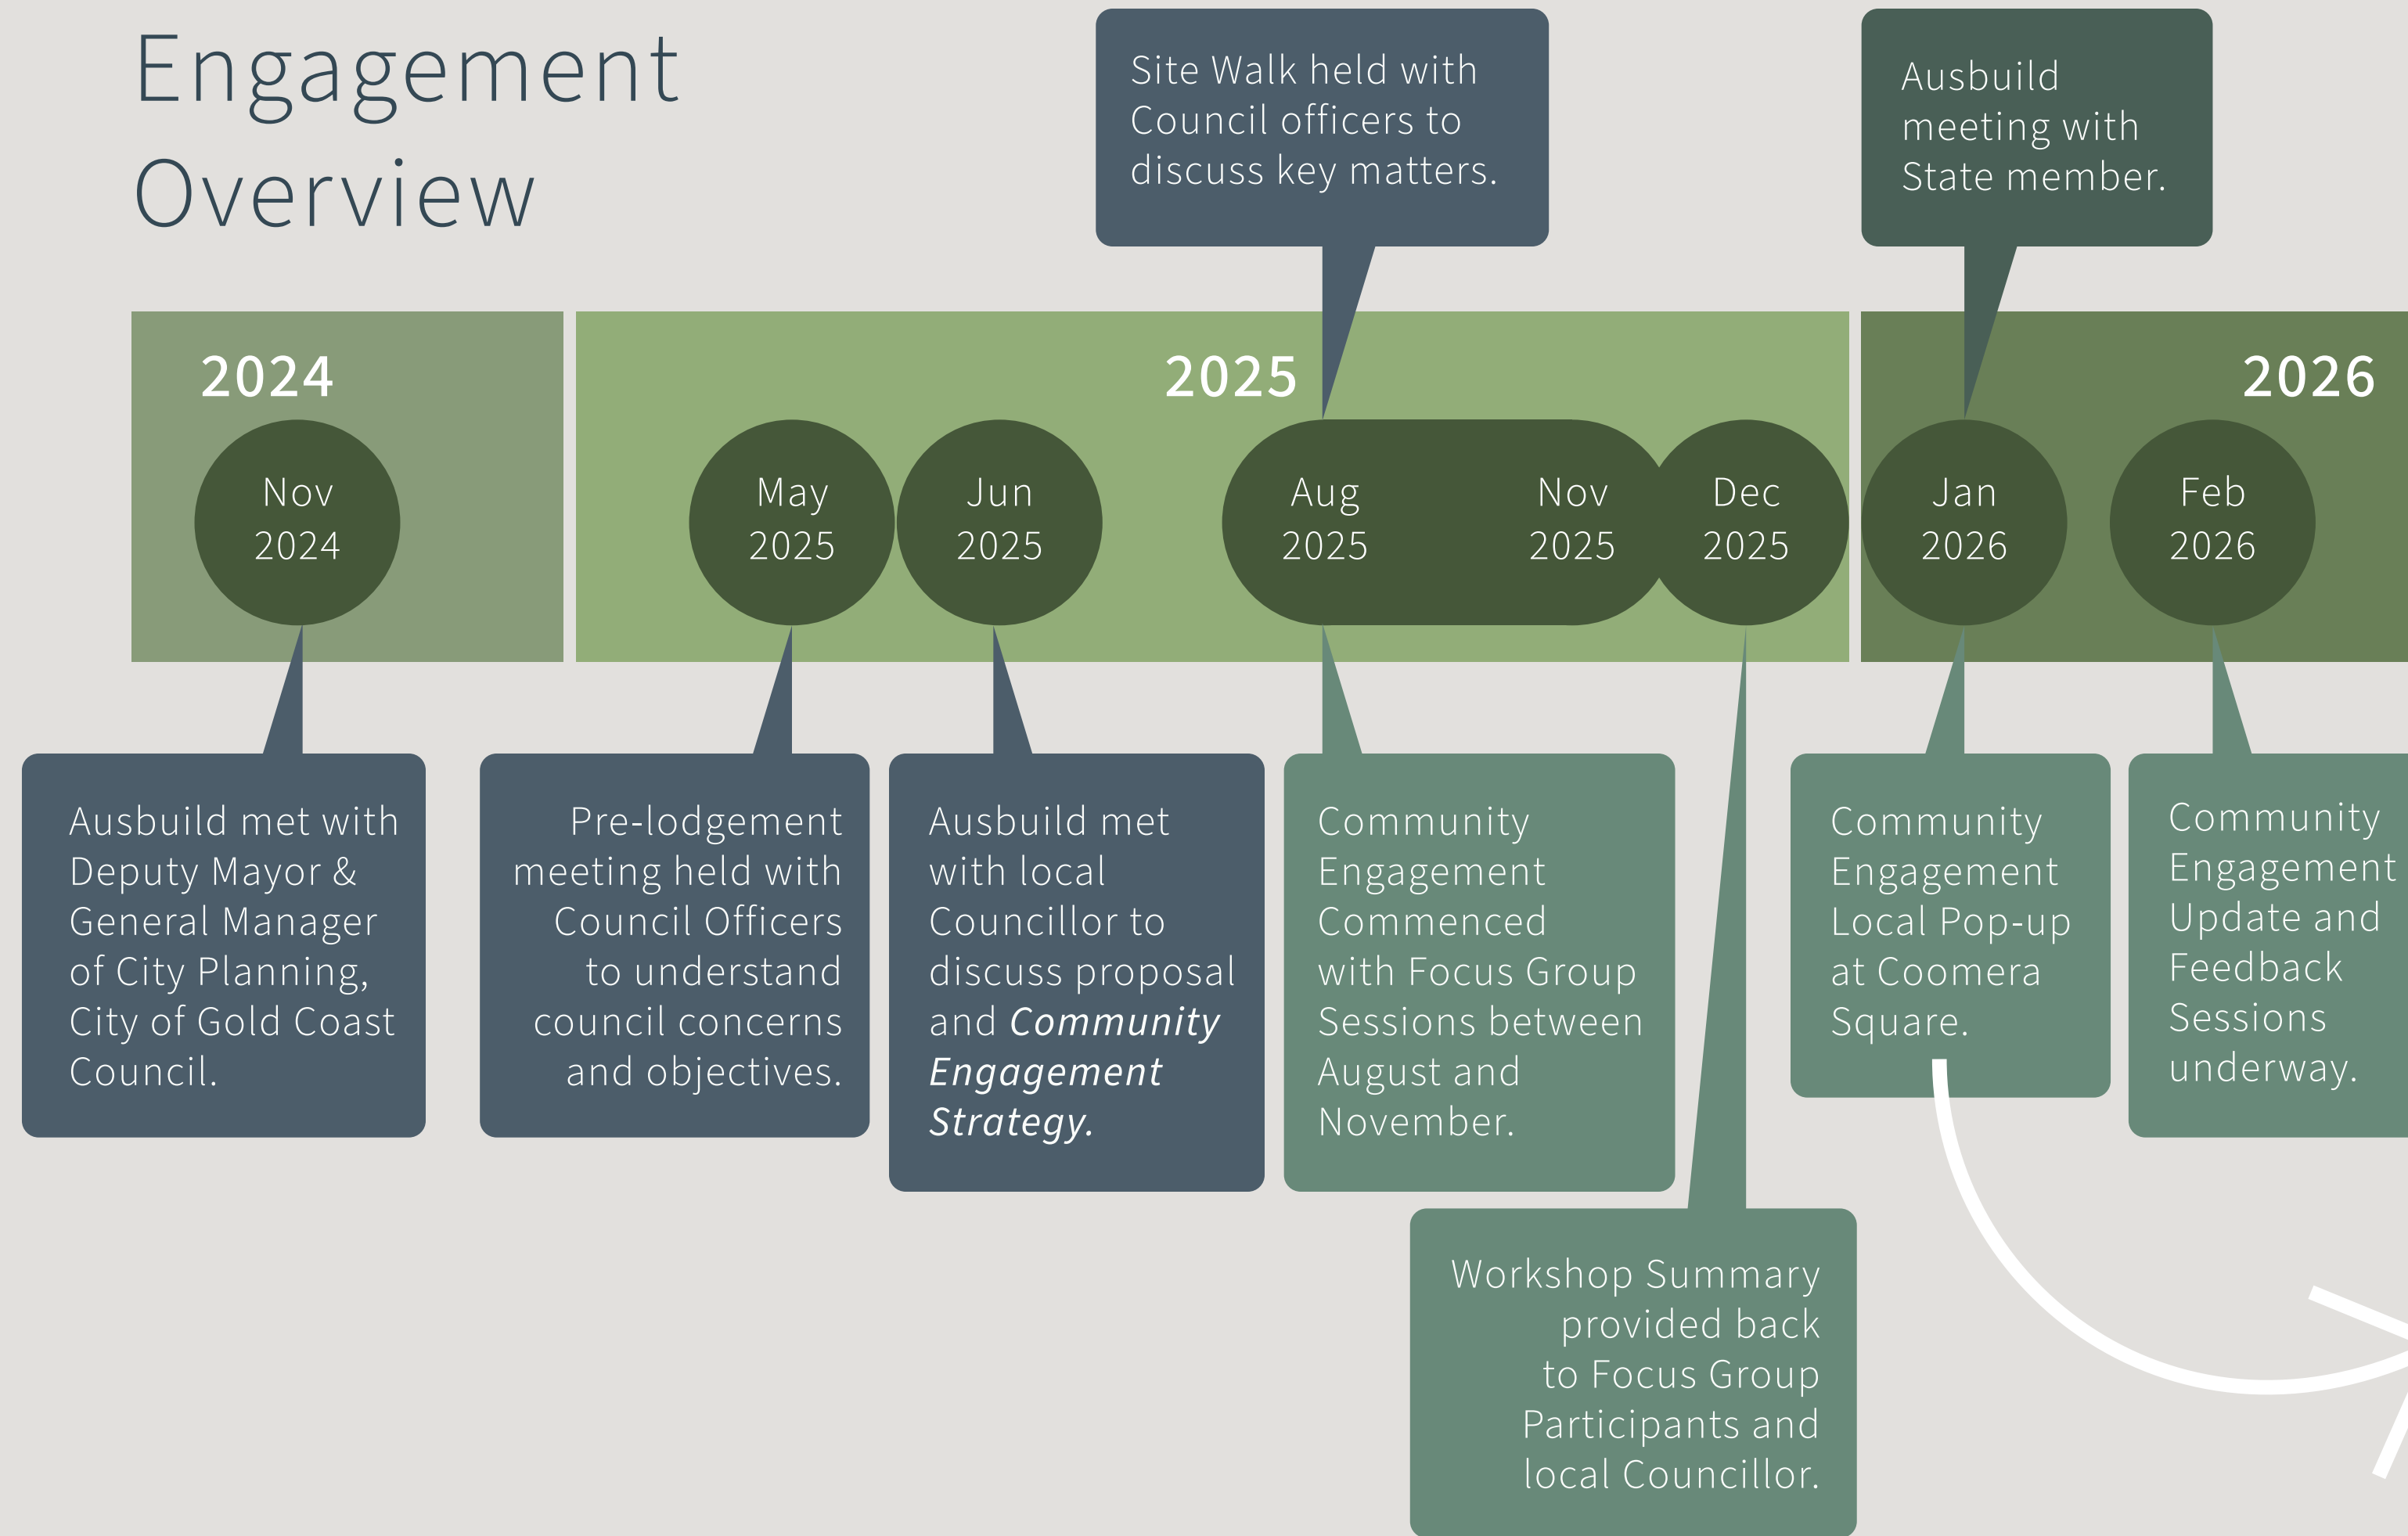 Engagement
Overview
Site Walk held with
Council officers to
discuss key matters.
Ausbuild
meeting with
State member.
2024
2025
2026
Nov
2024
May
2025
Jun
2025
Aug
2025
Nov
2025
Dec
2025
Jan
2026
Feb
2026
Ausbuild met with
Deputy Mayor &
General Manager
of City Planning,
City of Gold Coast
Council.
Pre-lodgement
meeting held with
Council Officers
to understand
council concerns
and objectives.
Ausbuild met
with local
Councillor to
discuss proposal
and Community
Engagement
Strategy.
Community
Engagement
Commenced
with Focus Group
Sessions between
August and
November.
Workshop Summary
provided back
to Focus Group
Participants and
local Councillor.
Community
Engagement
Local Pop-up
at Coomera
Square.
Community
Engagement
Update and
Feedback
Sessions
underway.